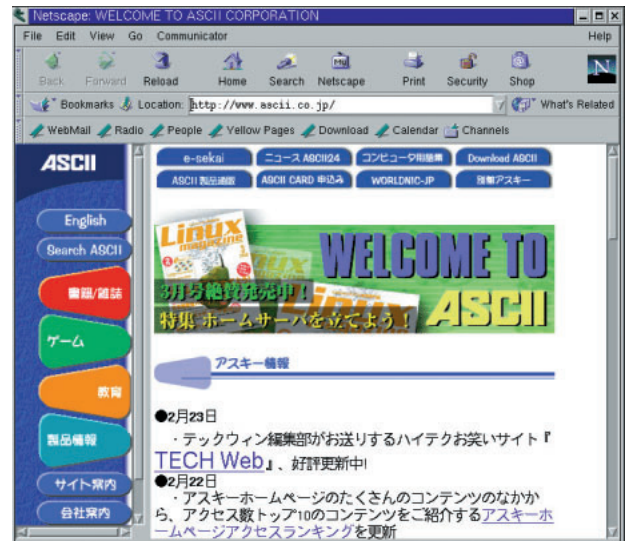 Netscape: WELCOME TO ASCII CORPORATION
File Edit View Go Communicator Help
Back Forward Reload Home Search Netscape Print Security Shop
N
Bookmarks Location: http://www.ascii.co.jp/ What's Related
WebMail Radio People Yellow Pages Download Calendar Channels
ASCII
e-sekai ニュース ASCII24 コンピュータ用語集 Download ASCII
ASCII 製品通販 ASCII CARD 申込み WORLDNIC-JP 別冊アスキー
English
Search ASCII
書籍/雑誌
ゲーム
教育
製品情報
サイト案内
会社案内
Linux
magazine
WELCOME TO
ASCII
3月号絶賛発売中!
特集 ホームサーバを立てよう!
アスキー情報
●2月23日
・テックウィン編集部がお送りするハイテクお笑いサイト『
TECH Web』、好評更新中!
●2月22日
・アスキーホームページのたくさんのコンテンツのなかか
ら、アクセス数トップ10のコンテンツをご紹介するアスキーホ
ームページアクセスランキングを更新